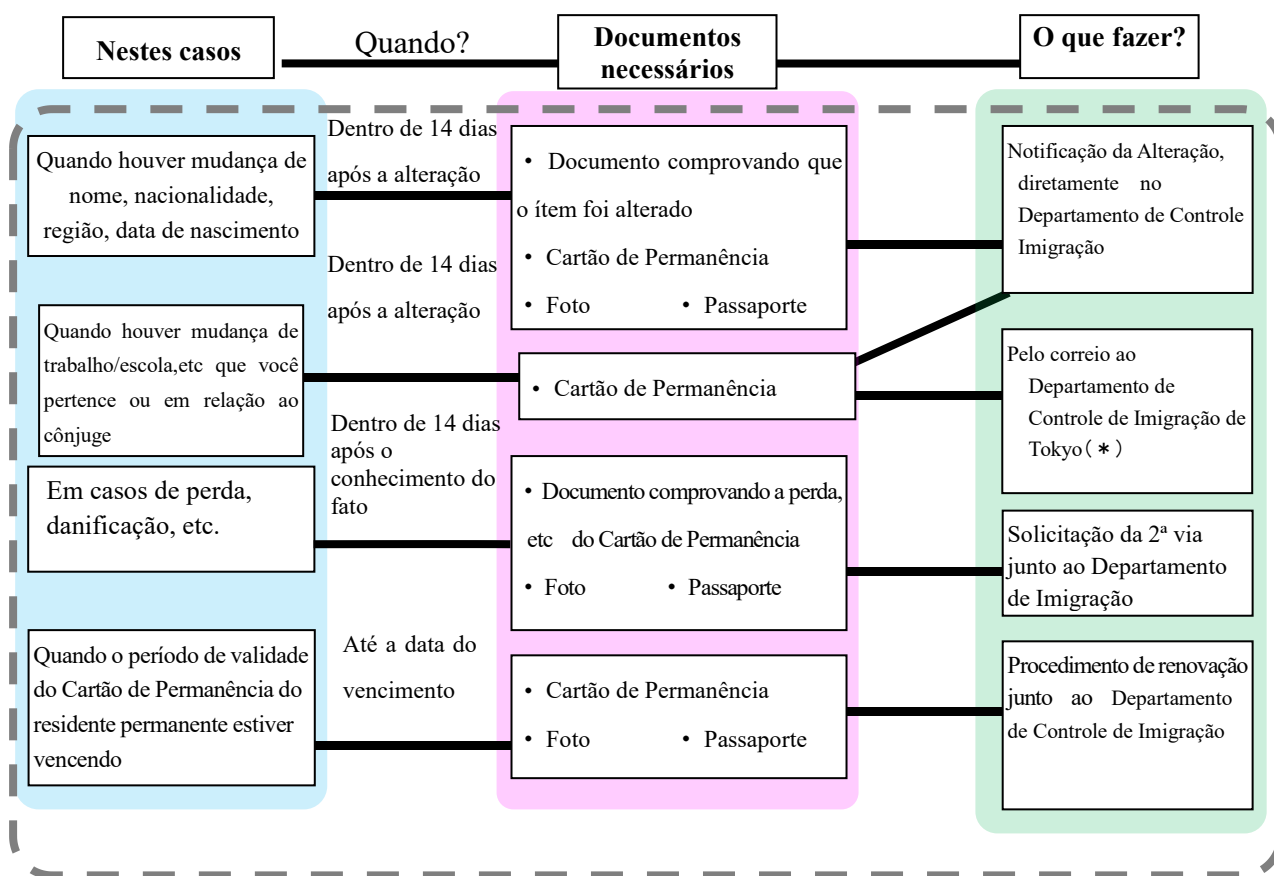 Nestes casos
Quando?
Documentos
necessários
O que fazer?
Quando houver mudança de
nome, nacionalidade,
região, data de nascimento
Dentro de 14 dias
após a alteração
• Documento comprovando que
o ítem foi alterado
• Cartão de Permanência
• Foto • Passaporte
Notificação da Alteração,
diretamente no
Departamento de Controle
Imigração
Quando houver mudança de
trabalho/escola,etc que você
pertence ou em relação ao
cônjuge
Dentro de 14 dias
após a alteração
• Cartão de Permanência
Pelo correio ao
Departamento de
Controle de Imigração de
Tokyo(*)
Em casos de perda,
danificação, etc.
Dentro de 14 dias
após o
conhecimento do
fato
• Documento comprovando a perda,
etc do Cartão de Permanência
• Foto • Passaporte
Solicitação da 2ª via
junto ao Departamento
de Imigração
Quando o período de validade
do Cartão de Permanência do
residente permanente estiver
vencendo
Até a data do
vencimento
• Cartão de Permanência
• Foto • Passaporte
Procedimento de renovação
junto ao Departamento
de Controle de Imigração